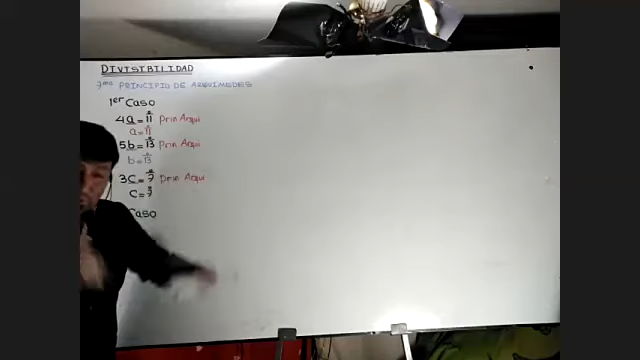 DIVISIBILIDAD
7mo PRINCIPIO DE ARQUIMEDES
1er Caso
4a = 11° Prin Arqui
a = 11°
5b = 13° Prin Arqui
b = 13°
3C = 7° Prin Arqui
C = 7°
Caso